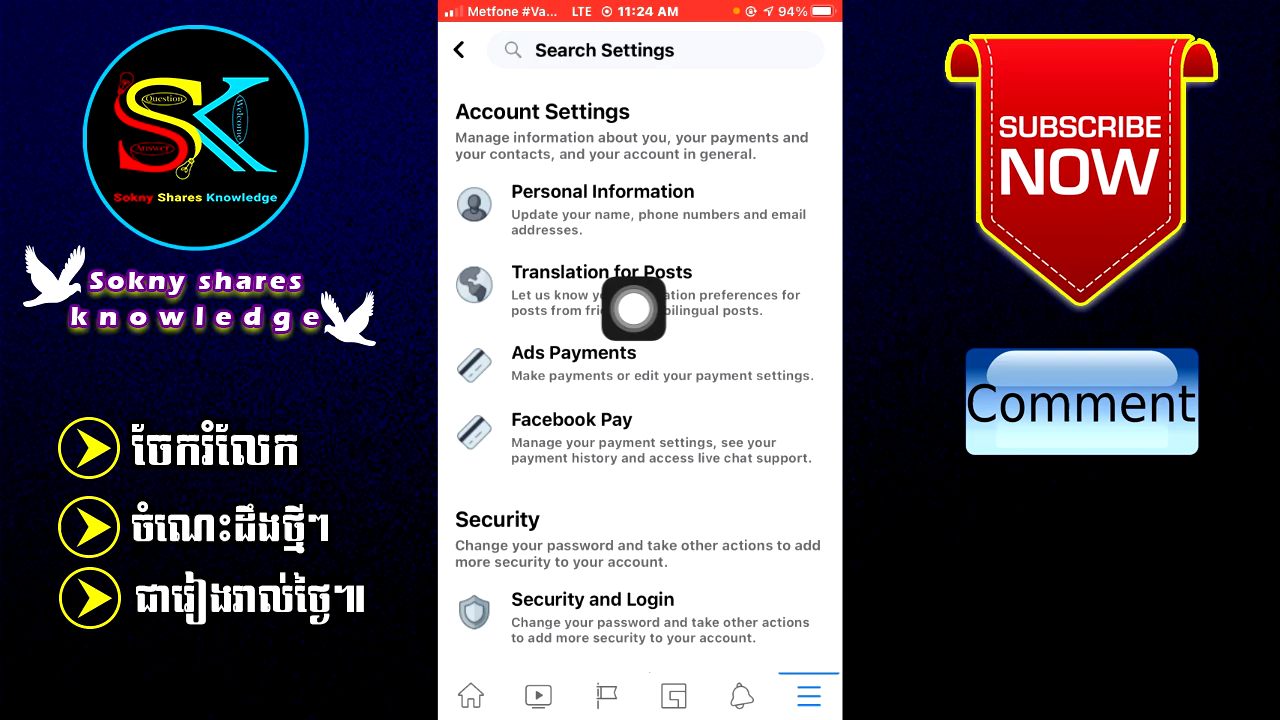 Question
Welcome
Answer
Sokny Shares Knowledge
Sokny shares
knowledge
ចែករំលែក
ចំណេះដឹងថ្មីៗ
ជារៀងរាល់ថ្ងៃ៕
Metfone #Va... LTE 11:24 AM 94%
Search Settings
Account Settings
Manage information about you, your payments and
your contacts, and your account in general.
Personal Information
Update your name, phone numbers and email
addresses.
Translation for Posts
Let us know ation preferences for
posts from bilingual posts.
Ads Payments
Make payments or edit your payment settings.
Facebook Pay
Manage your payment settings, see your
payment history and access live chat support.
Security
Change your password and take other actions to add
more security to your account.
Security and Login
Change your password and take other actions
to add more security to your account.
SUBSCRIBE
NOW
Comment